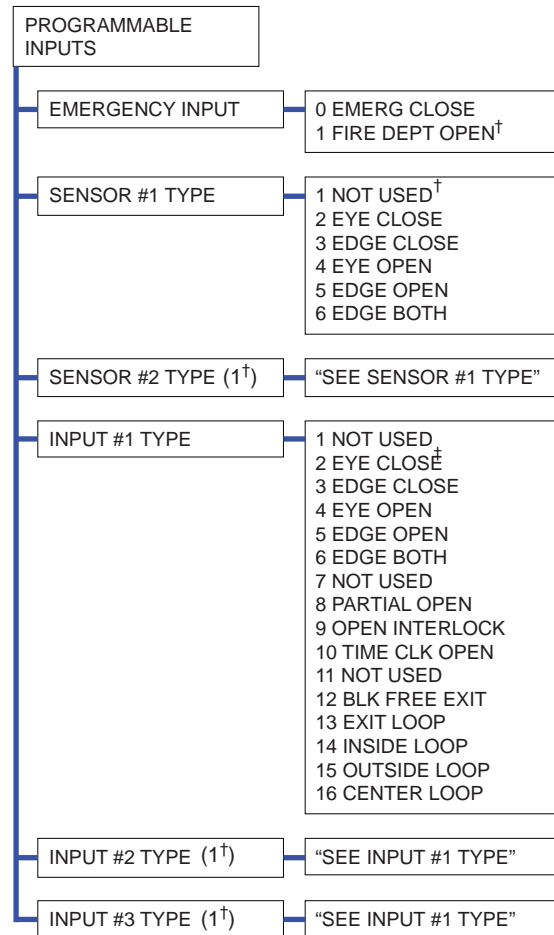 PROGRAMMABLE
INPUTS
EMERGENCY INPUT
0 EMERG CLOSE
1 FIRE DEPT OPEN†
SENSOR #1 TYPE
1 NOT USED†
2 EYE CLOSE
3 EDGE CLOSE
4 EYE OPEN
5 EDGE OPEN
6 EDGE BOTH
SENSOR #2 TYPE (1†)
“SEE SENSOR #1 TYPE”
INPUT #1 TYPE
1 NOT USED
2 EYE CLOSE‡
3 EDGE CLOSE
4 EYE OPEN
5 EDGE OPEN
6 EDGE BOTH
7 NOT USED
8 PARTIAL OPEN
9 OPEN INTERLOCK
10 TIME CLK OPEN
11 NOT USED
12 BLK FREE EXIT
13 EXIT LOOP
14 INSIDE LOOP
15 OUTSIDE LOOP
16 CENTER LOOP
INPUT #2 TYPE (1†)
“SEE INPUT #1 TYPE”
INPUT #3 TYPE (1†)
“SEE INPUT #1 TYPE”